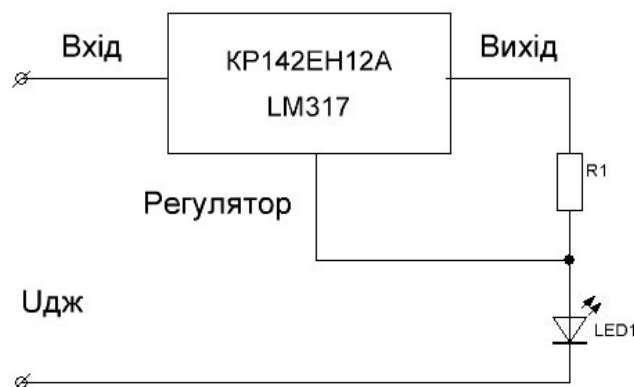 Вхід
КР142ЕН12А
LM317
Вихід
R1
Регулятор
Uдж
LED1